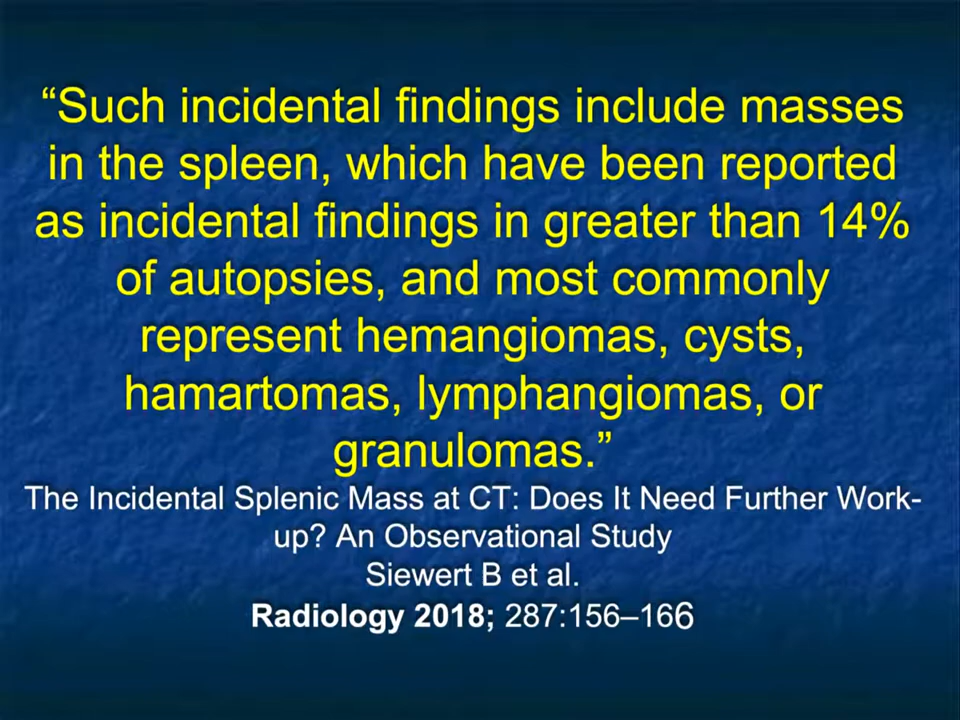 “Such incidental findings include masses
in the spleen, which have been reported
as incidental findings in greater than 14%
of autopsies, and most commonly
represent hemangiomas, cysts,
hamartomas, lymphangiomas, or
granulomas.”
The Incidental Splenic Mass at CT: Does It Need Further Work-
up? An Observational Study
Siewert B et al.
Radiology 2018; 287:156–166